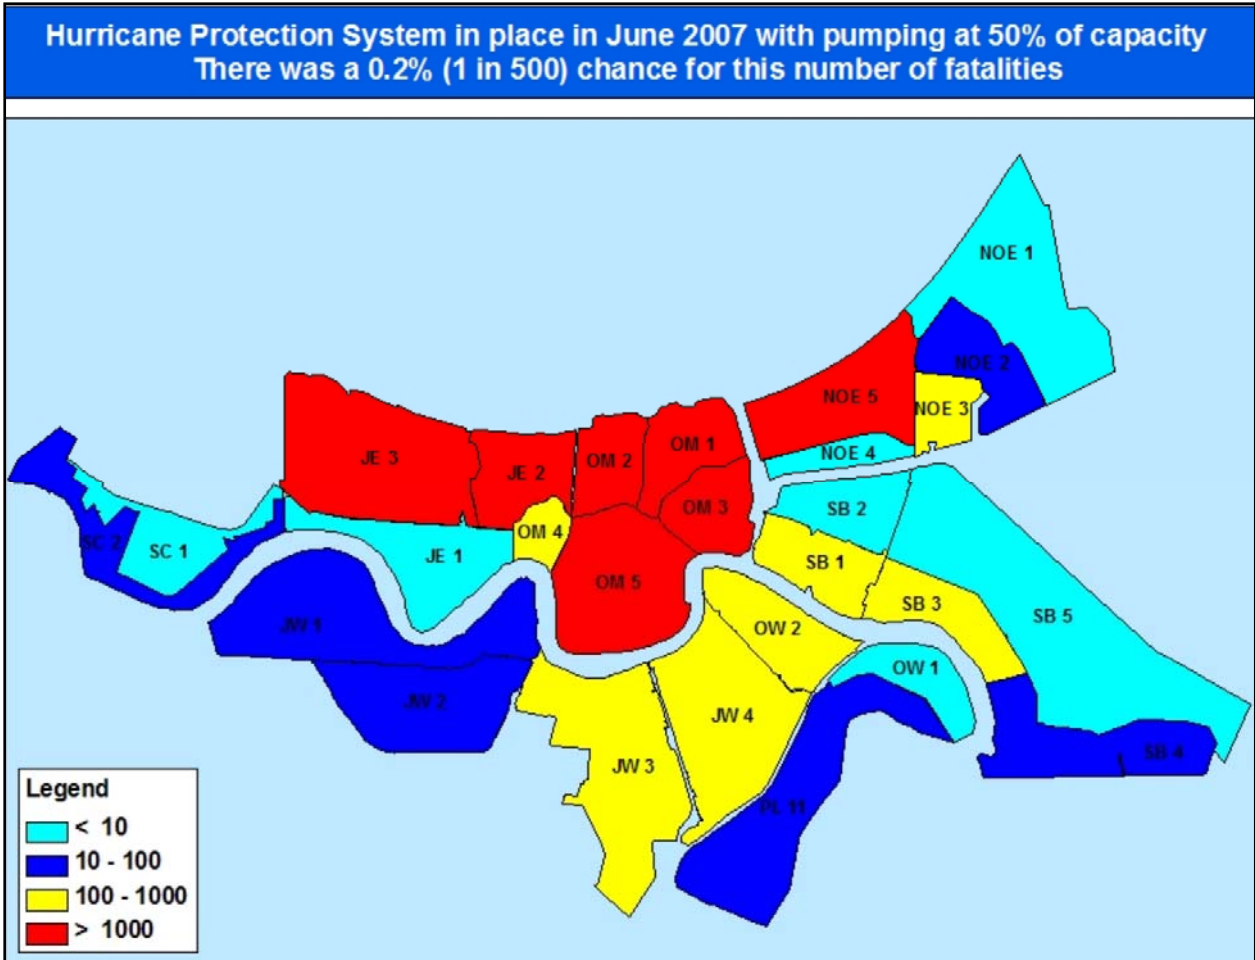 Hurricane Protection System in place in June 2007 with pumping at 50% of capacity
There was a 0.2% (1 in 500) chance for this number of fatalities
NOE 1
NOE 2
NOE 5
NOE 3
OM 1
NOE 4
JE 3
JE 2
OM 2
OM 3
SB 2
OM 4
SC 2
SC 1
JE 1
SB 1
OM 5
SB 3
SB 5
JW 1
OW 2
OW 1
JW 2
JW 4
SB 4
JW 3
PL 11
Legend
< 10
10 - 100
100 - 1000
> 1000